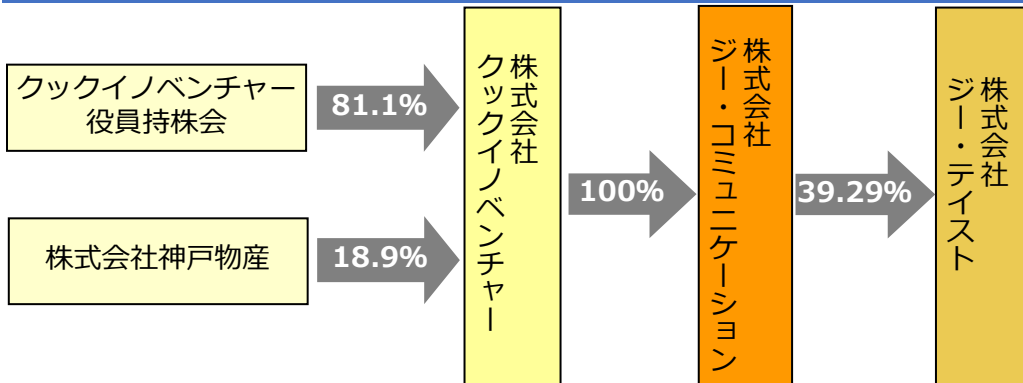 クックイノベンチャー
役員持株会
81.1%
株式会社神戸物産
18.9%
株式会社
クックイノベンチャー
100%
株式会社
ジー・コミュニケーション
39.29%
株式会社
ジー・テイスト